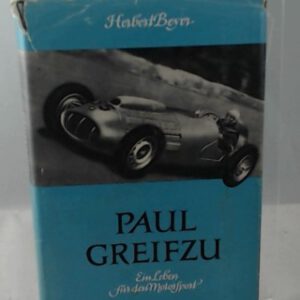 Herbert Beyer
PAUL
GREIFZU
Ein Leben
für den Motorsport